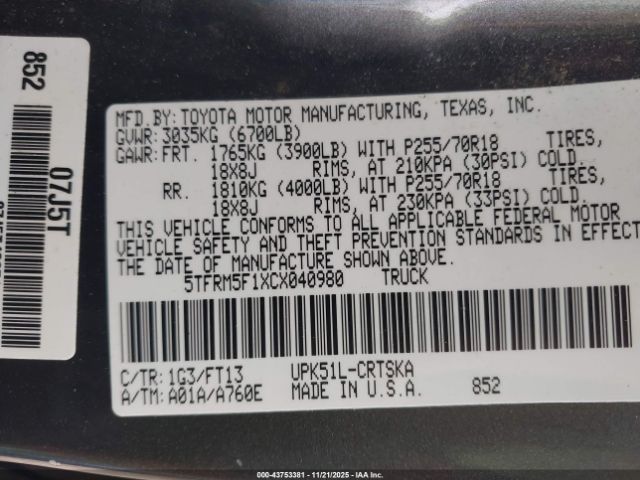 852
07J5T
MFD.BY:TOYOTA MOTOR MANUFACTURING, TEXAS, INC.
GVWR:3035KG (6700LB)
GAWR:FRT. 1765KG (3900LB) WITH P255/70R18 TIRES,
18X8J RIMS, AT 210KPA (30PSI) COLD.
RR. 1810KG (4000LB) WITH P255/70R18 TIRES,
18X8J RIMS, AT 230KPA (33PSI) COLD.
THIS VEHICLE CONFORMS TO ALL APPLICABLE FEDERAL MOTOR
VEHICLE SAFETY AND THEFT PREVENTION STANDARDS IN EFFECT
THE DATE OF MANUFACTURE SHOWN ABOVE.
5TFRM5F1XCX040980 TRUCK
C/TR:1G3/FT13 UPK51L-CRTSKA
A/TM:A01A/A760E MADE IN U.S.A. 852
000-43753381 - 11/21/2025 - IAAI.CA